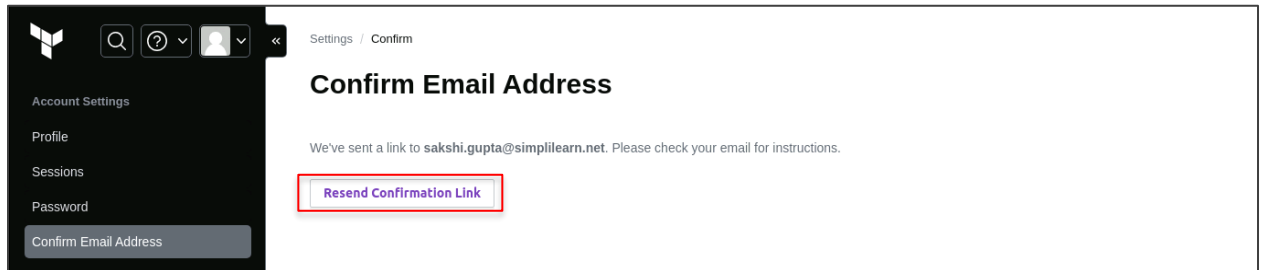 Settings / Confirm
Confirm Email Address
Account Settings
Profile
We've sent a link to sakshi.gupta@simplilearn.net. Please check your email for instructions.
Sessions
Resend Confirmation Link
Password
Confirm Email Address